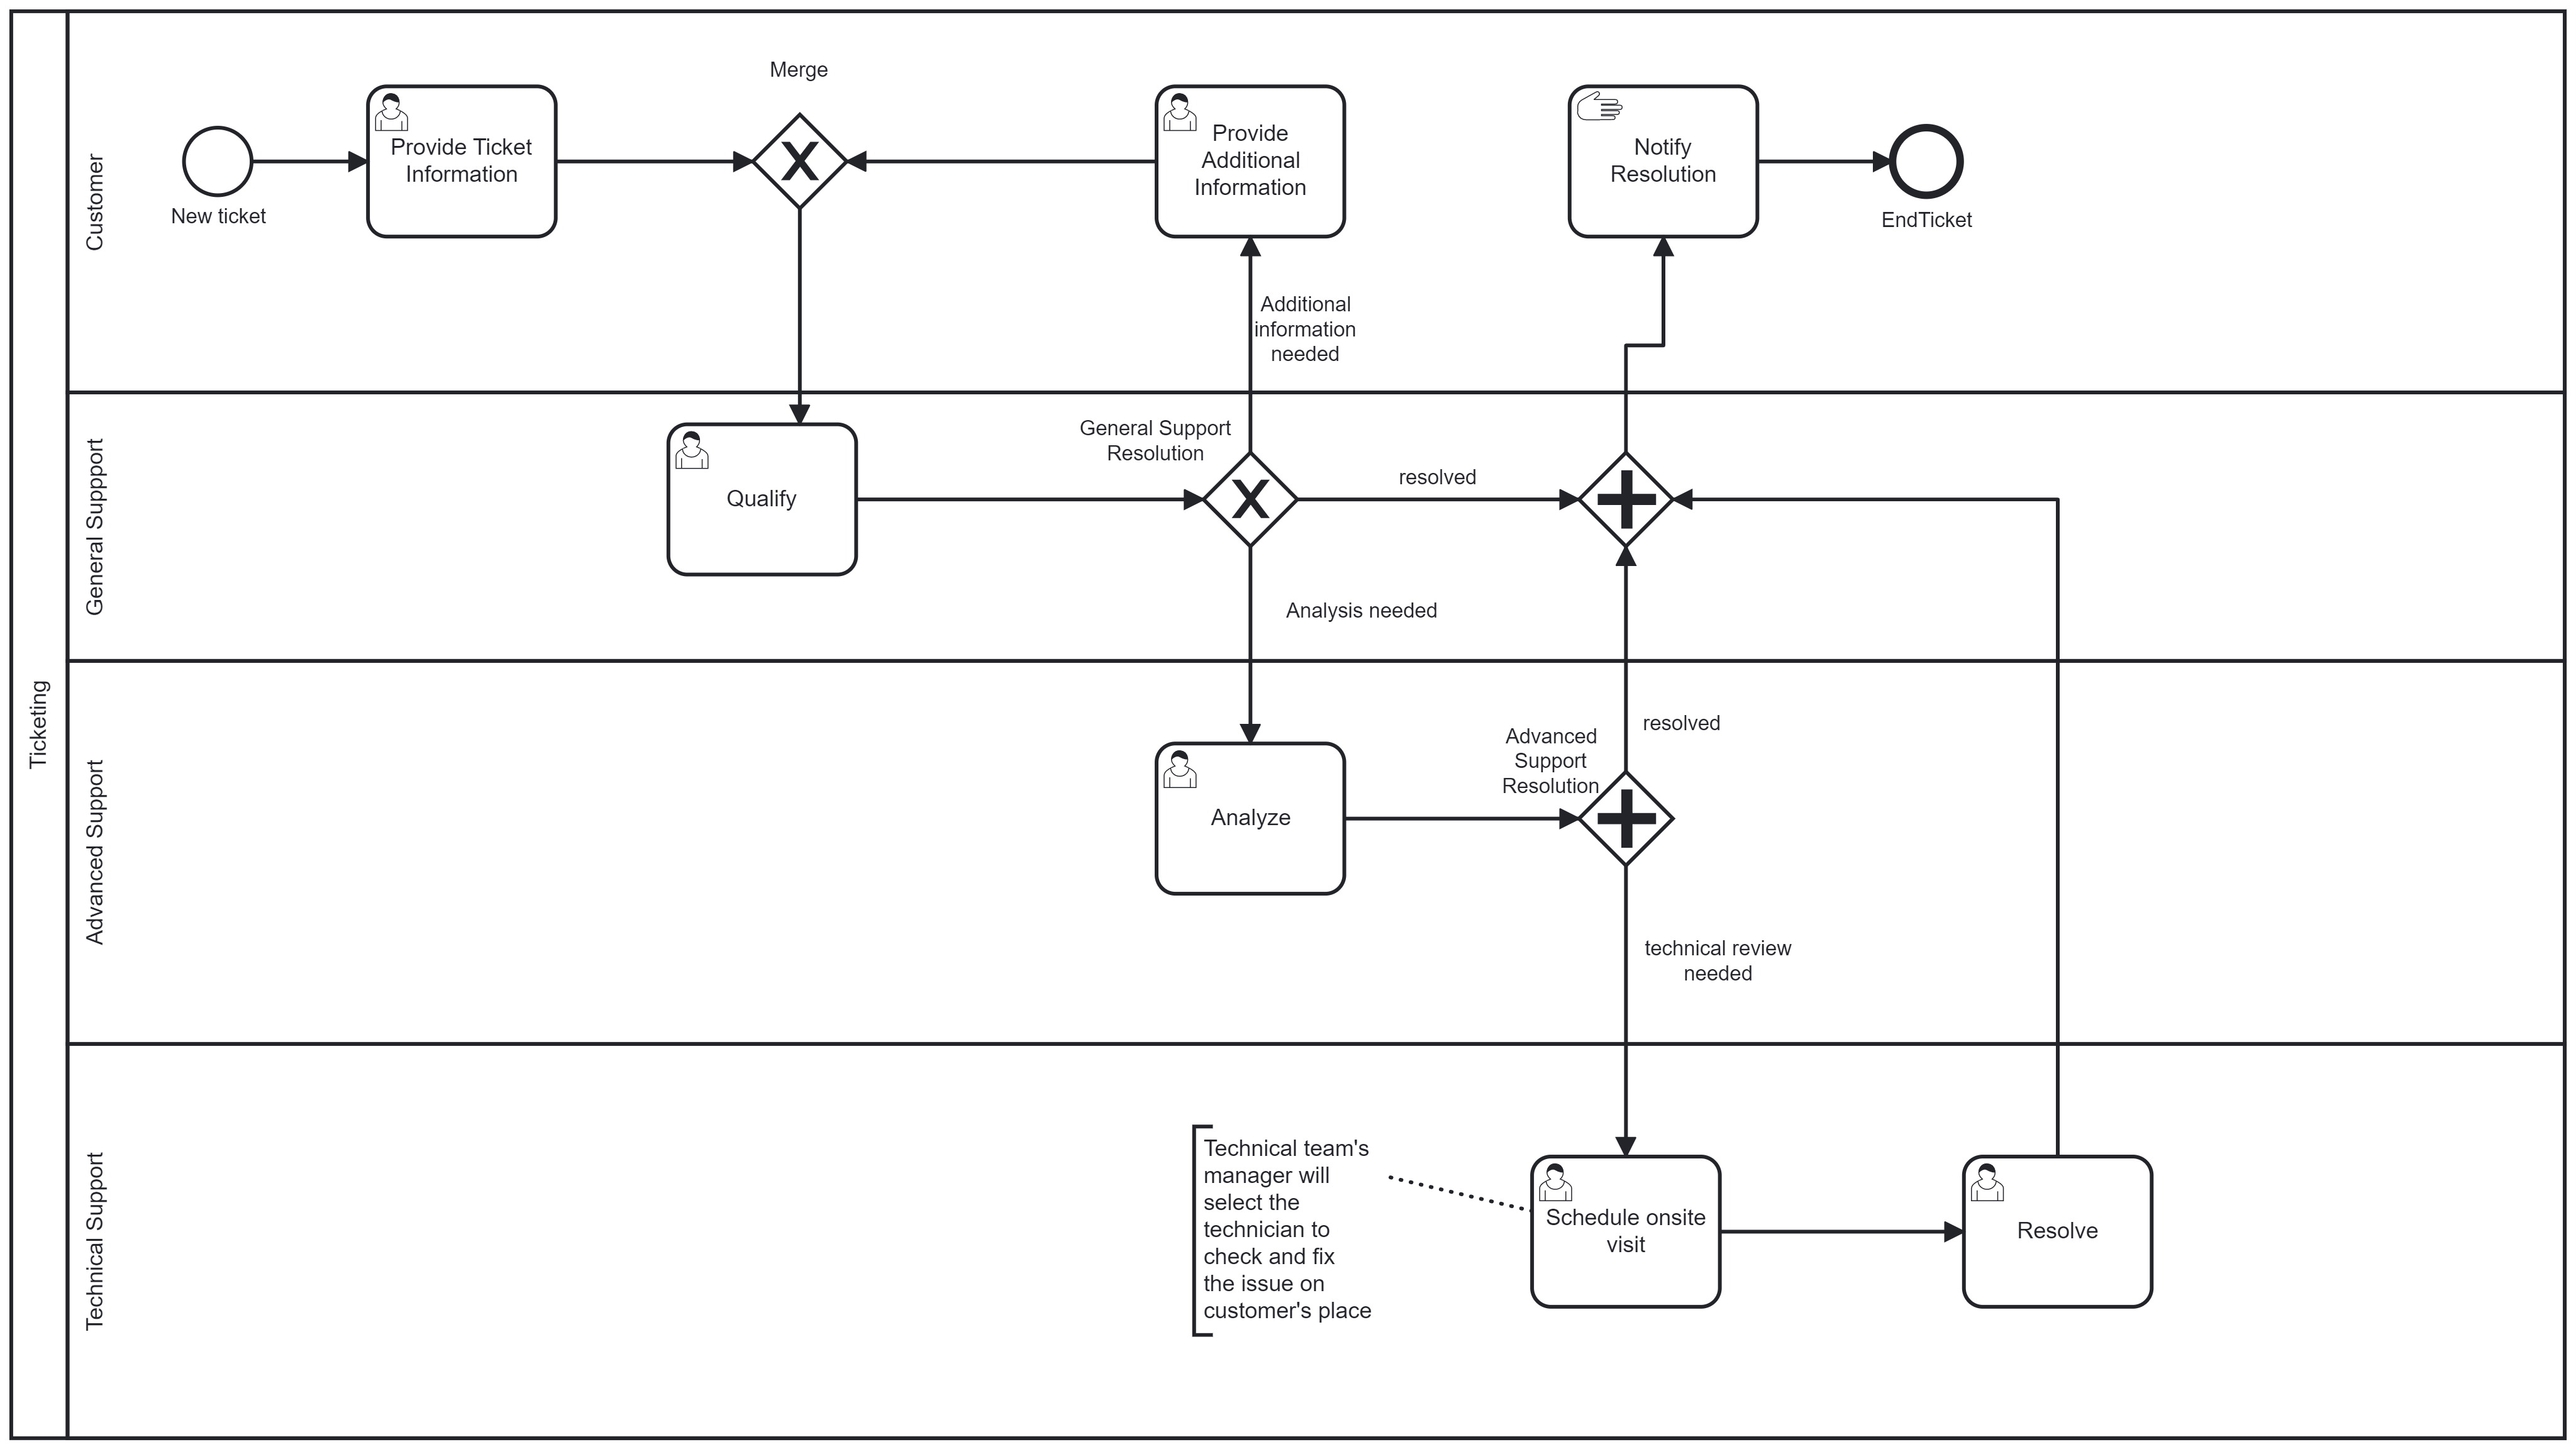 Ticketing
Customer
Merge
New ticket
Provide Ticket
Information
Provide
Additional
Information
Notify
Resolution
EndTicket
Additional
information
needed
General Support
General Support
Resolution
Qualify
resolved
Analysis needed
Advanced Support
Analyze
Advanced
Support
Resolution
resolved
technical review
needed
Technical Support
Technical team's
manager will
select the
technician to
check and fix
the issue on
customer's place
Schedule onsite
visit
Resolve